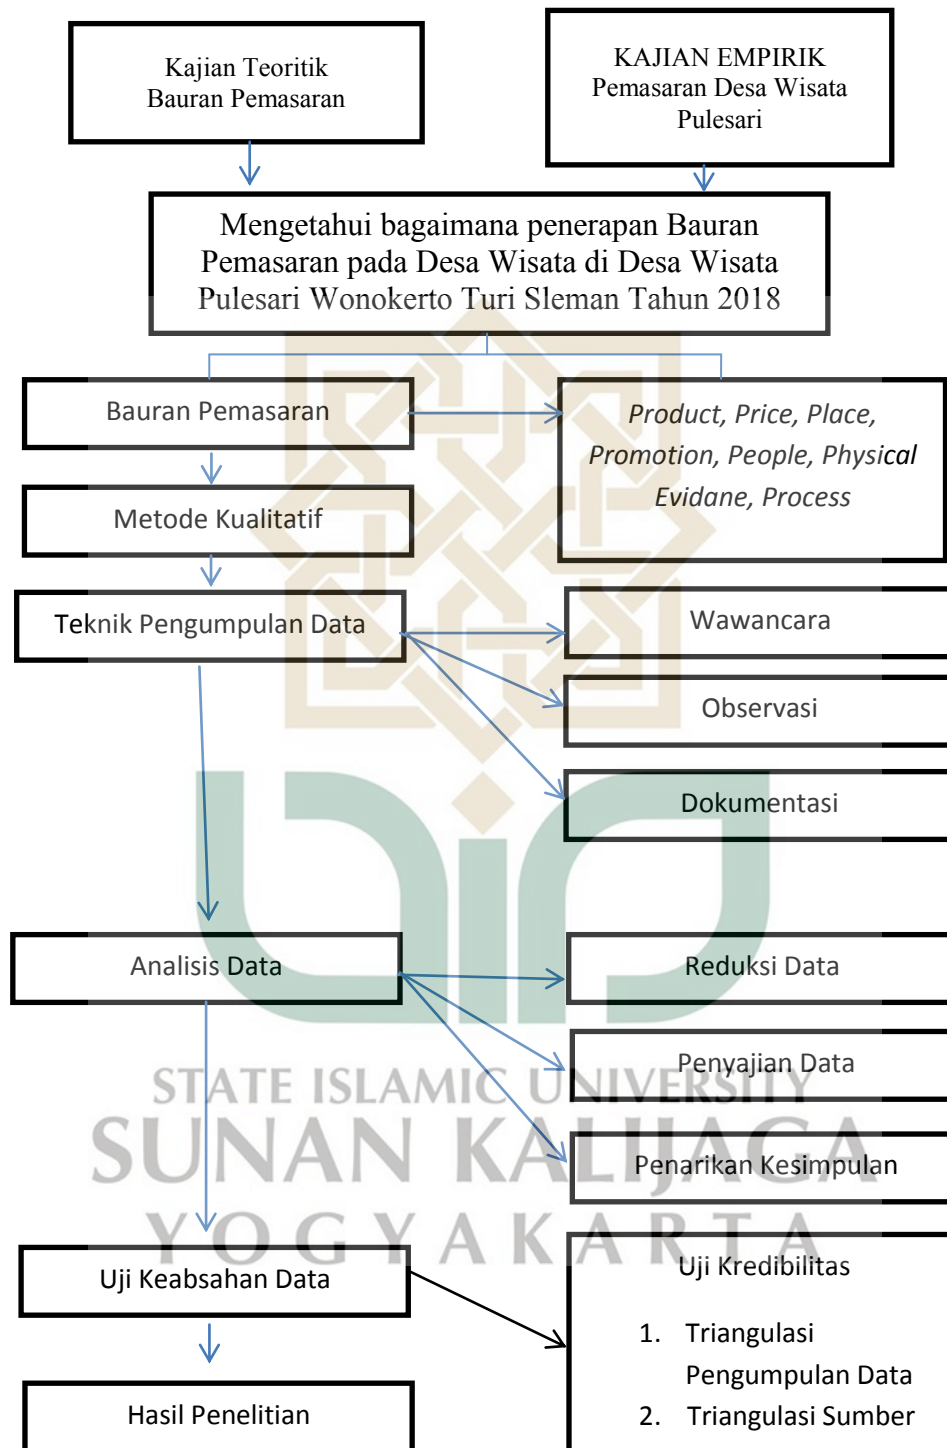 Kajian Teoritik
Bauran Pemasaran
KAJIAN EMPIRIK
Pemasaran Desa Wisata
Pulesari
Mengetahui bagaimana penerapan Bauran
Pemasaran pada Desa Wisata di Desa Wisata
Pulesari Wonokerto Turi Sleman Tahun 2018
Bauran Pemasaran
Product, Price, Place,
Promotion, People, Physical
Evidane, Process
Metode Kualitatif
Teknik Pengumpulan Data
Wawancara
Observasi
Dokumentasi
Analisis Data
Reduksi Data
Penyajian Data
STATE ISLAMIC UNIVERSITY
SUNAN KALIJAGA
Penarikan Kesimpulan
YOGYAKARTA
Uji Keabsahan Data
Uji Kredibilitas
1. Triangulasi
Pengumpulan Data
2. Triangulasi Sumber
Hasil Penelitian